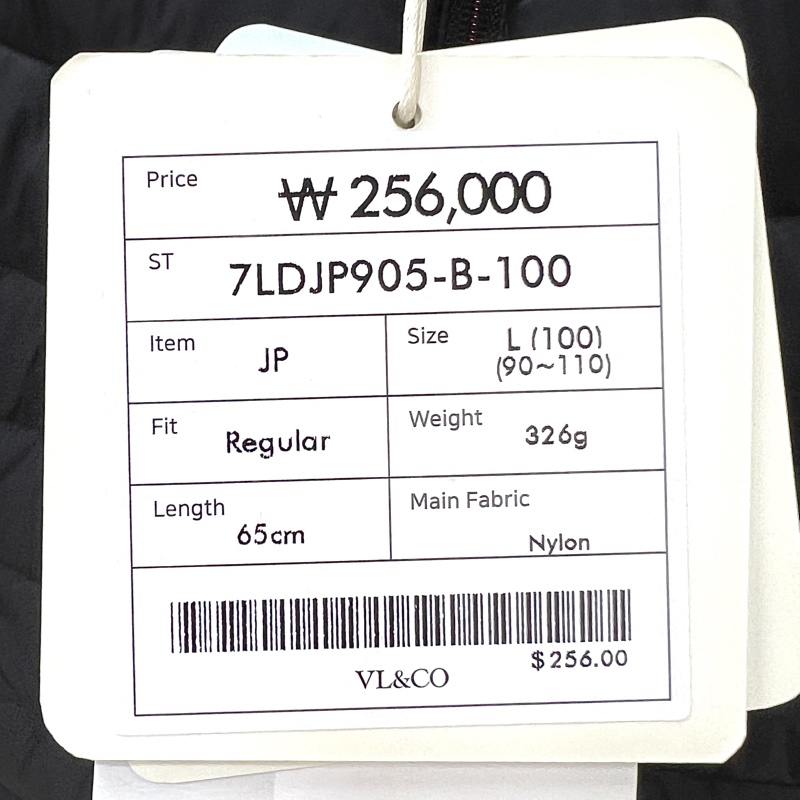 Price
₩ 256,000
ST
7LDJP905-B-100
Item
JP
Size
L (100)
(90~110)
Fit
Regular
Weight
326g
Length
65cm
Main Fabric
Nylon
$256.00
VL&CO